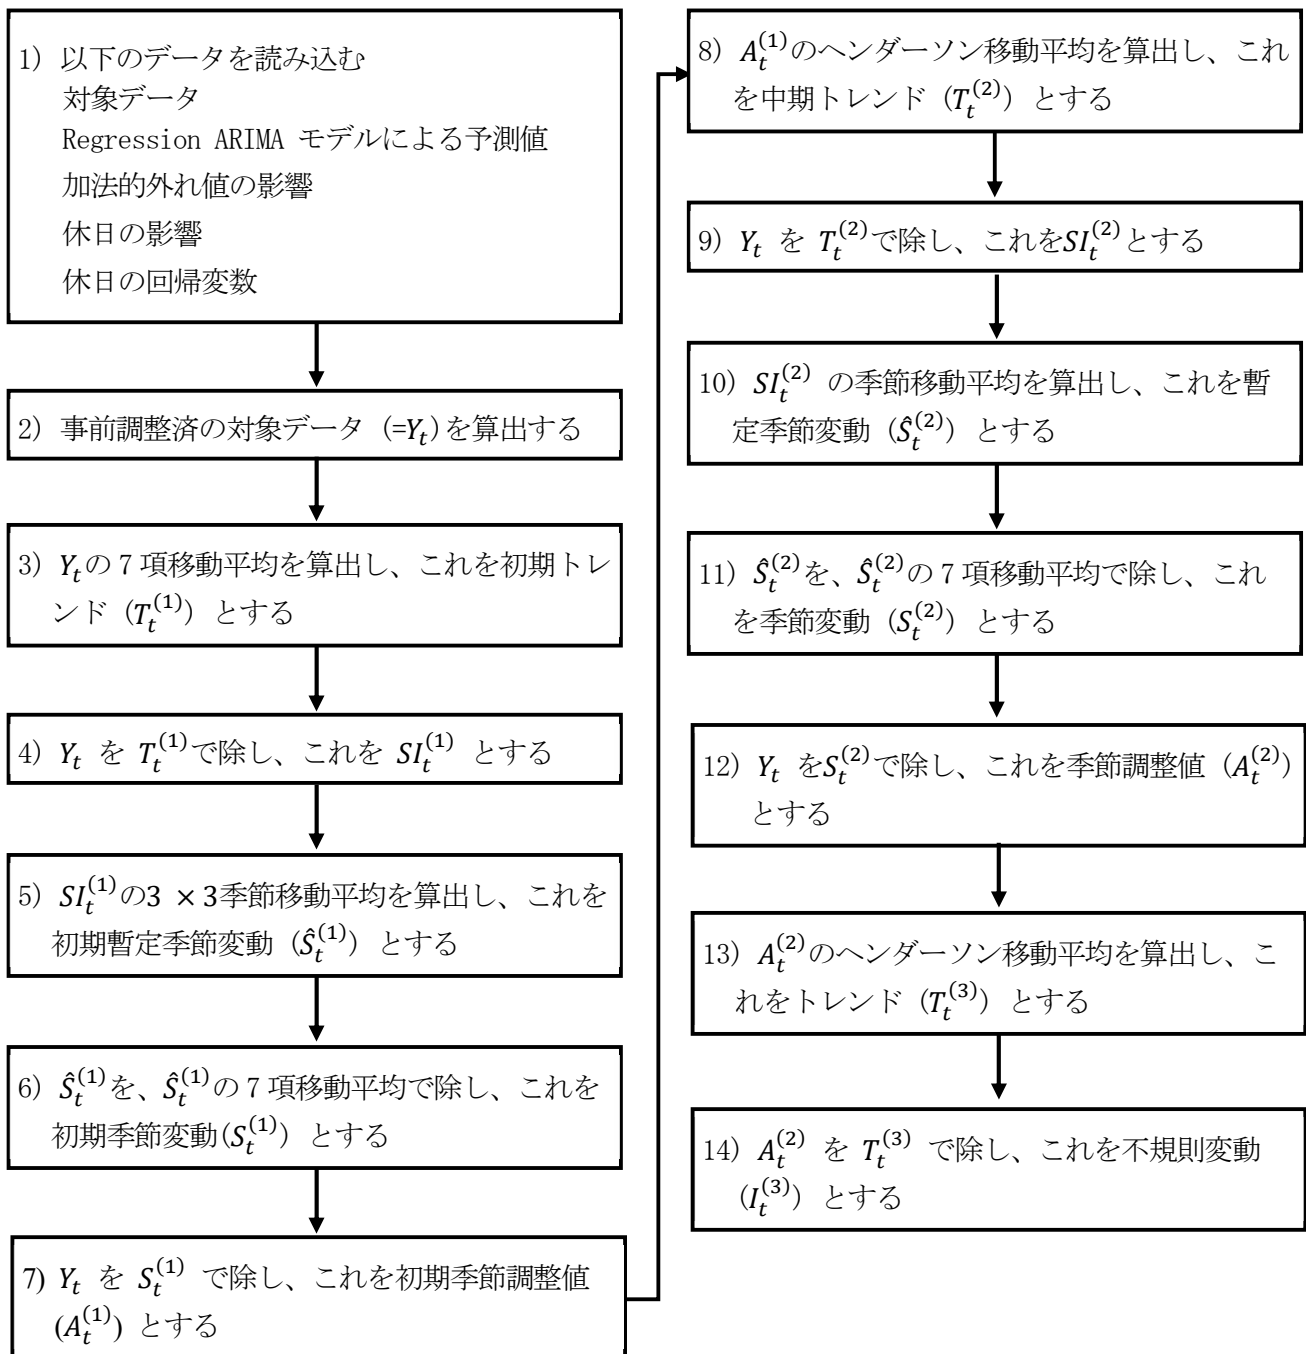 1) 以下のデータを読み込む
対象データ
Regression ARIMA モデルによる予測値
加法的外れ値の影響
休日の影響
休日の回帰変数
2) 事前調整済の対象データ (=Y_t)を算出する
3) Y_tの 7 項移動平均を算出し、これを初期トレ
ンド（T_t^{(1)}）とする
4) Y_t を T_t^{(1)}で除し、これを SI_t^{(1)} とする
5) SI_t^{(1)}の3 ×3季節移動平均を算出し、これを
初期暫定季節変動（Ŝ_t^{(1)}）とする
6) Ŝ_t^{(1)}を、Ŝ_t^{(1)}の 7 項移動平均で除し、これを
初期季節変動(S_t^{(1)}）とする
7) Y_t を S_t^{(1)} で除し、これを初期季節調整値
(A_t^{(1)}) とする
8) A_t^{(1)}のヘンダーソン移動平均を算出し、これ
を中期トレンド（T_t^{(2)}）とする
9) Y_t を T_t^{(2)}で除し、これをSI_t^{(2)}とする
10) SI_t^{(2)} の季節移動平均を算出し、これを暫
定季節変動（Ŝ_t^{(2)}）とする
11) Ŝ_t^{(2)}を、Ŝ_t^{(2)}の 7 項移動平均で除し、これ
を季節変動（S_t^{(2)}）とする
12) Y_t をS_t^{(2)}で除し、これを季節調整値（A_t^{(2)}）
とする
13) A_t^{(2)}のヘンダーソン移動平均を算出し、こ
れをトレンド（T_t^{(3)}）とする
14) A_t^{(2)} を T_t^{(3)} で除し、これを不規則変動
（I_t^{(3)}）とする